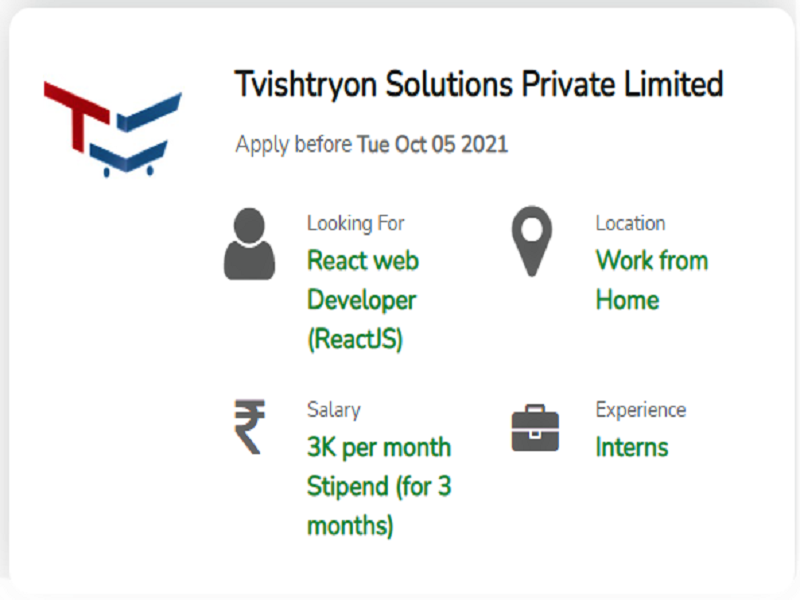 Tvishtryon Solutions Private Limited
Apply before Tue Oct 05 2021
Looking For
React web
Developer
(ReactJS)
Location
Work from
Home
₹
Salary
3K per month
Stipend (for 3
months)
Experience
Interns